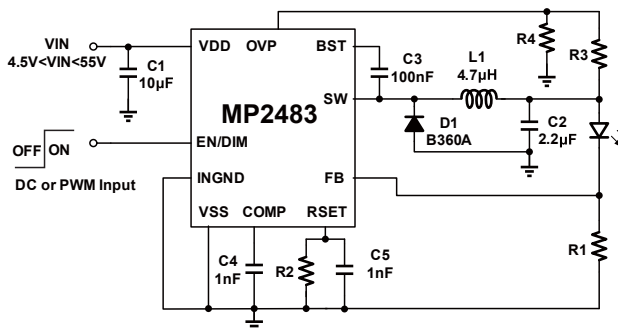 VIN
4.5V<VIN<55V
C1
10µF
VDD
OVP
BST
C3
100nF
L1
4.7µH
R4
R3
SW
MP2483
D1
B360A
C2
2.2µF
OFF
ON
EN/DIM
DC or PWM Input
INGND
FB
VSS
COMP
RSET
R1
C4
1nF
R2
C5
1nF